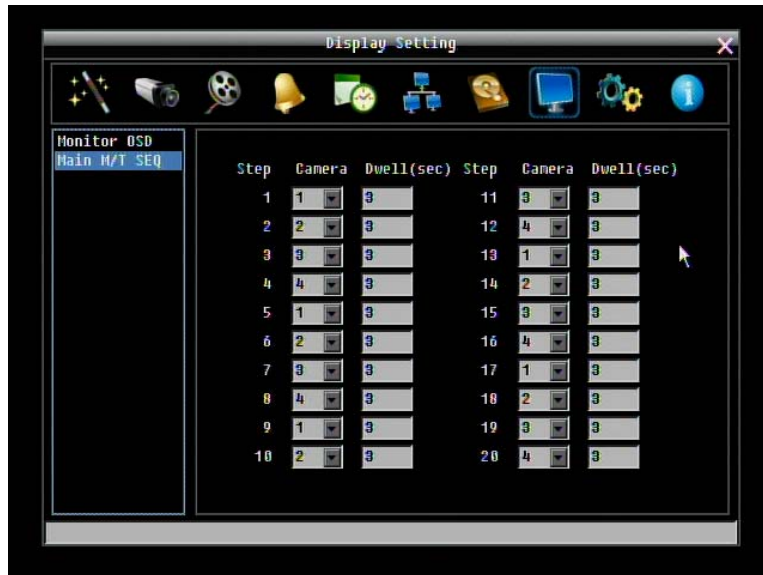 Display Setting
Monitor OSD
Main M/T SEQ
Step Camera Dwell(sec) Step Camera Dwell(sec)
1 1 3 11 3 3
2 2 3 12 4 3
3 3 3 13 1 3
4 4 3 14 2 3
5 1 3 15 3 3
6 2 3 16 4 3
7 3 3 17 1 3
8 4 3 18 2 3
9 1 3 19 3 3
10 2 3 20 4 3